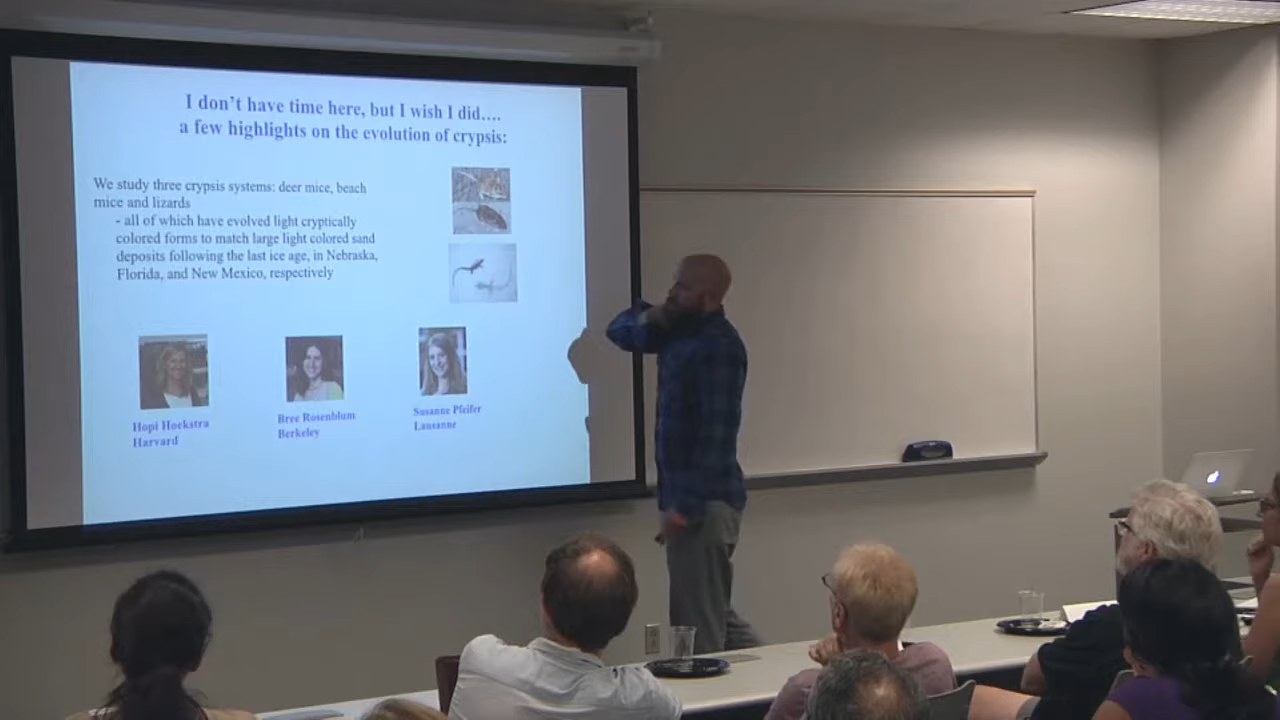 I don't have time here, but I wish I did….
a few highlights on the evolution of crypsis:
We study three crypsis systems: deer mice, beach
mice and lizards
- all of which have evolved light cryptically
colored forms to match large light colored sand
deposits following the last ice age, in Nebraska,
Florida, and New Mexico, respectively
Hopi Hoekstra
Harvard
Bree Rosenblum
Berkeley
Susanne Pfeifer
Lausanne